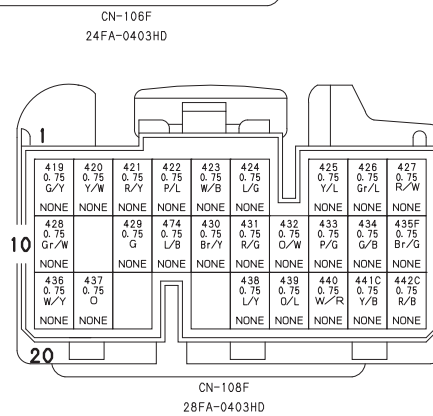 CN-106F
24FA-0403HD
1
419 420 421 422 423 424 425 426 427
0.75 0.75 0.75 0.75 0.75 0.75 0.75 0.75 0.75
G/Y Y/W R/Y P/L W/B L/G Y/L Gr/L R/W
NONE NONE NONE NONE NONE NONE NONE NONE NONE
10
428 429 474 430 431 432 433 434 435F
0.75 0.75 0.75 0.75 0.75 0.75 0.75 0.75 0.75
Gr/W G L/B Br/Y R/G O/W P/G G/B Br/G
NONE NONE NONE NONE NONE NONE NONE NONE NONE
436 437 438 439 440 441C 442C
0.75 0.75 0.75 0.75 0.75 0.75 0.75
W/Y O L/Y O/L W/R Y/B R/B
NONE NONE NONE NONE NONE NONE NONE
20
CN-108F
28FA-0403HD